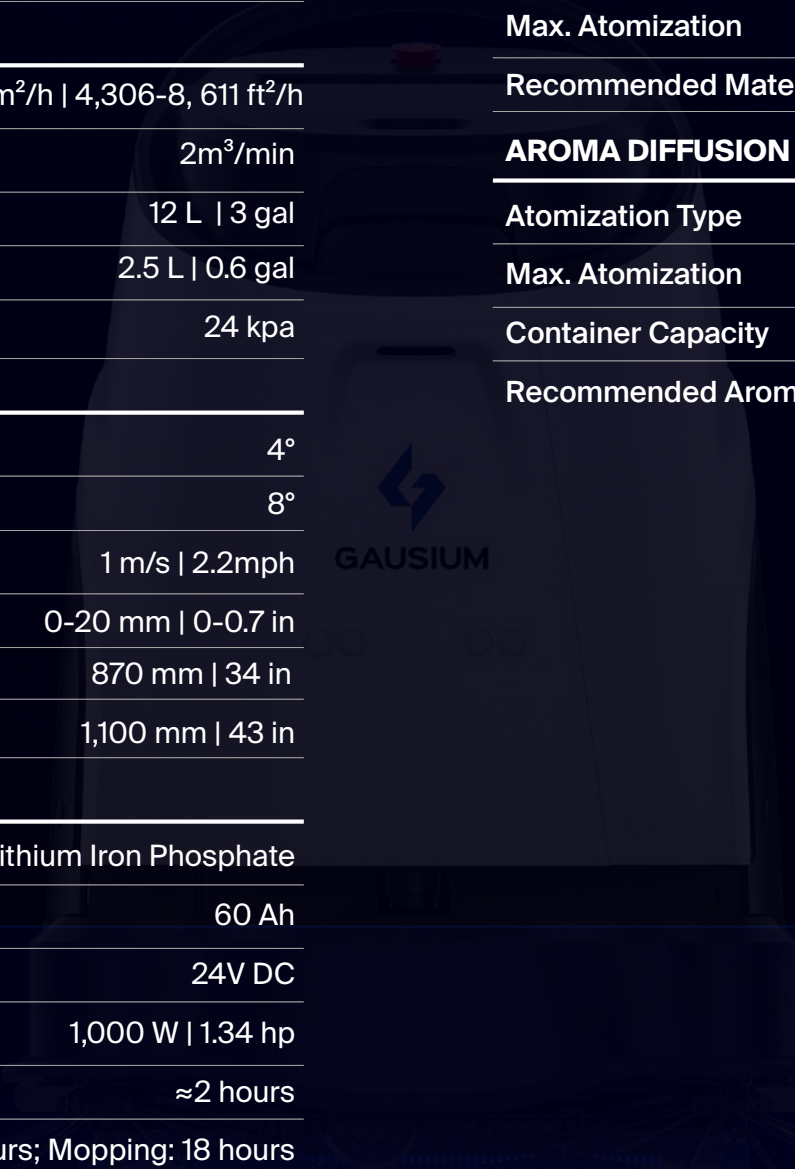 m²/h | 4,306-8, 611 ft²/h
2m³/min
12 L | 3 gal
2.5 L | 0.6 gal
24 kpa
4°
8°
1 m/s | 2.2mph
0-20 mm | 0-0.7 in
870 mm | 34 in
1,100 mm | 43 in
ithium Iron Phosphate
60 Ah
24V DC
1,000 W | 1.34 hp
≈2 hours
urs; Mopping: 18 hours
GAUSIUM
Max. Atomization
Recommended Mate
AROMA DIFFUSION
Atomization Type
Max. Atomization
Container Capacity
Recommended Arom